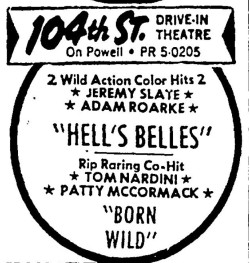 104th ST. DRIVE-IN
THEATRE
On Powell • PR 5-0205
2 Wild Action Color Hits 2
★ JEREMY SLAYE ★
★ ADAM ROARKE ★
"HELL'S BELLES"
Rip Raring Co-Hit
★ TOM NARDINI ★
★ PATTY MCCORMACK ★
"BORN
WILD"